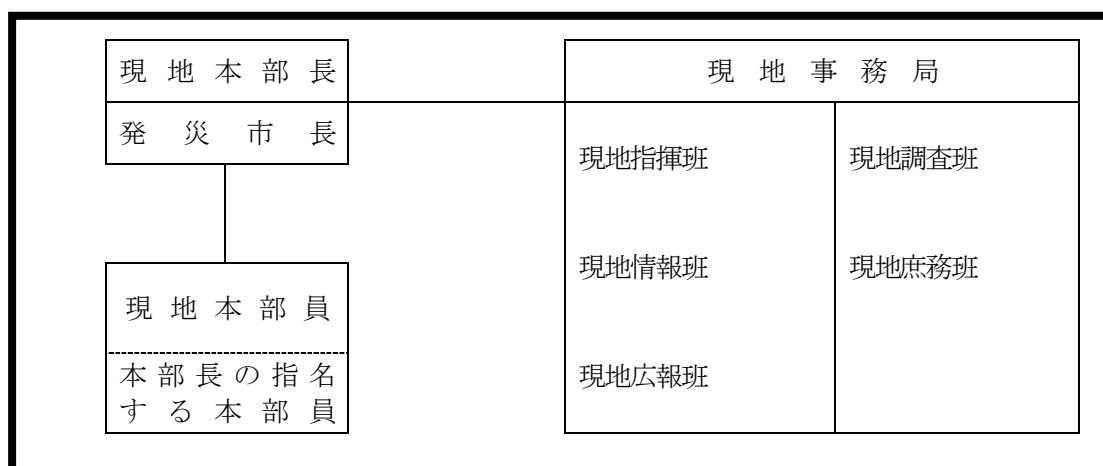 現地本部長
発災市長
現地本部員
本部長の指名
する本部員
現地事務局
現地指揮班
現地調査班
現地情報班
現地庶務班
現地広報班